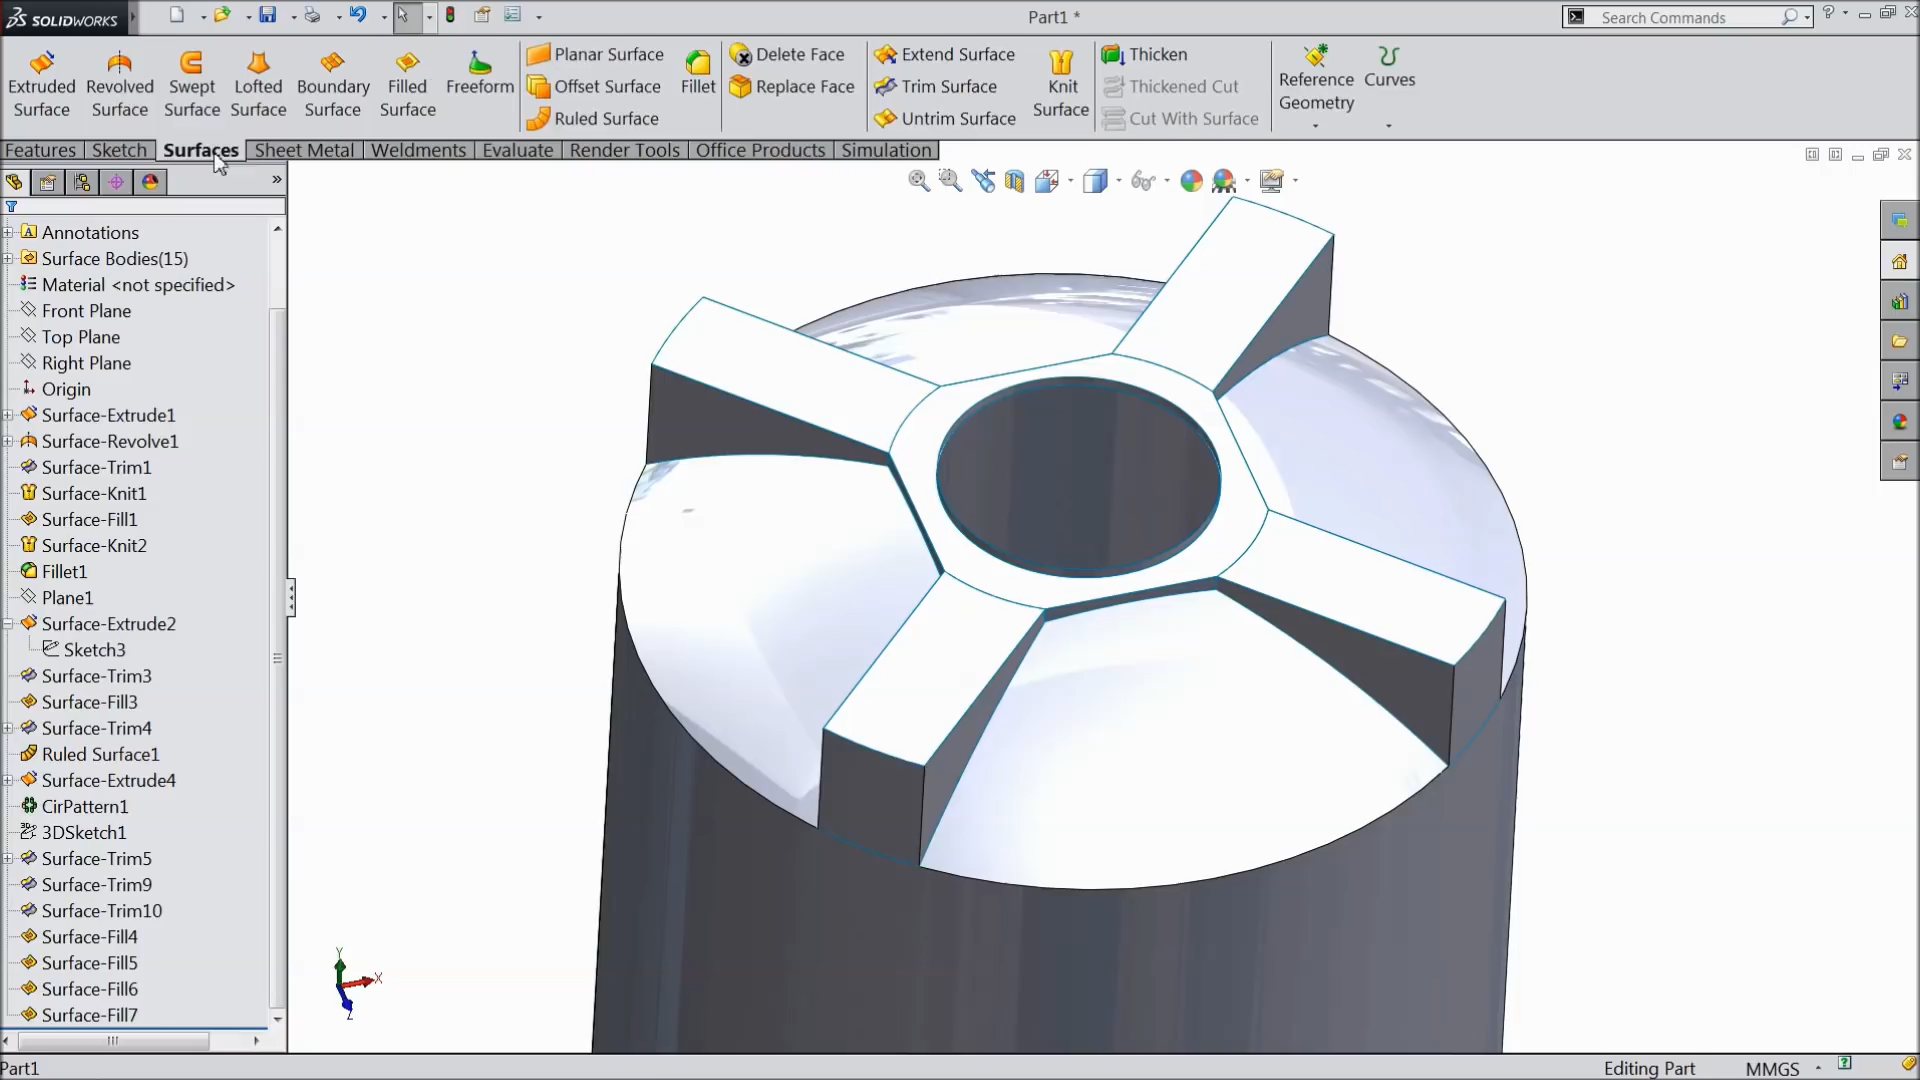 SOLIDWORKS
Part1 *
Search Commands
Extruded Surface
Revolved Surface
Swept Surface
Lofted Surface
Boundary Surface
Filled Surface
Freeform
Planar Surface
Offset Surface
Ruled Surface
Fillet
Delete Face
Replace Face
Extend Surface
Trim Surface
Untrim Surface
Knit Surface
Thicken
Thickened Cut
Cut With Surface
Reference Geometry
Curves
Features
Sketch
Surfaces
Sheet Metal
Weldments
Evaluate
Render Tools
Office Products
Simulation
Annotations
Surface Bodies(15)
Material <not specified>
Front Plane
Top Plane
Right Plane
Origin
Surface-Extrude1
Surface-Revolve1
Surface-Trim1
Surface-Knit1
Surface-Fill1
Surface-Knit2
Fillet1
Plane1
Surface-Extrude2
Sketch3
Surface-Trim3
Surface-Fill3
Surface-Trim4
Ruled Surface1
Surface-Extrude4
CirPattern1
3DSketch1
Surface-Trim5
Surface-Trim9
Surface-Trim10
Surface-Fill4
Surface-Fill5
Surface-Fill6
Surface-Fill7
Y
X
Z
Part1
Editing Part
MMGS